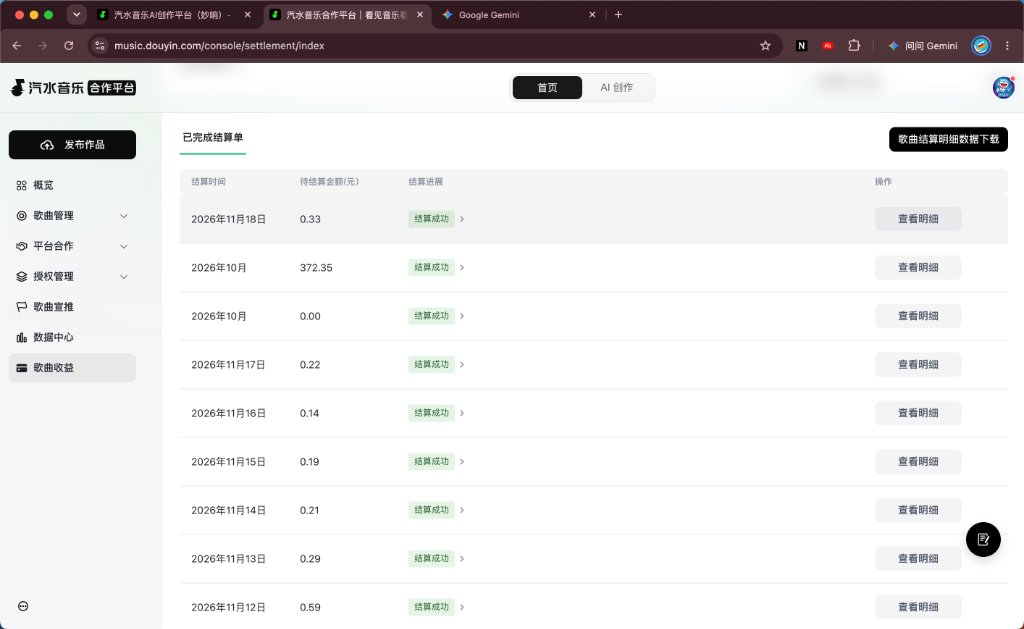 汽水音乐AI创作平台（妙响）-
汽水音乐合作平台｜看见音乐看
Google Gemini
music.douyin.com/console/settlement/index
N
问问 Gemini
汽水音乐 合作平台
首页
AI 创作
发布作品
概览
歌曲管理
平台合作
授权管理
歌曲宣推
数据中心
歌曲收益
已完成结算单
歌曲结算明细数据下载
结算时间 待结算金额(元) 结算进展 操作
2026年11月18日 0.33 结算成功 查看明细
2026年10月 372.35 结算成功 查看明细
2026年10月 0.00 结算成功 查看明细
2026年11月17日 0.22 结算成功 查看明细
2026年11月16日 0.14 结算成功 查看明细
2026年11月15日 0.19 结算成功 查看明细
2026年11月14日 0.21 结算成功 查看明细
2026年11月13日 0.29 结算成功 查看明细
2026年11月12日 0.59 结算成功 查看明细